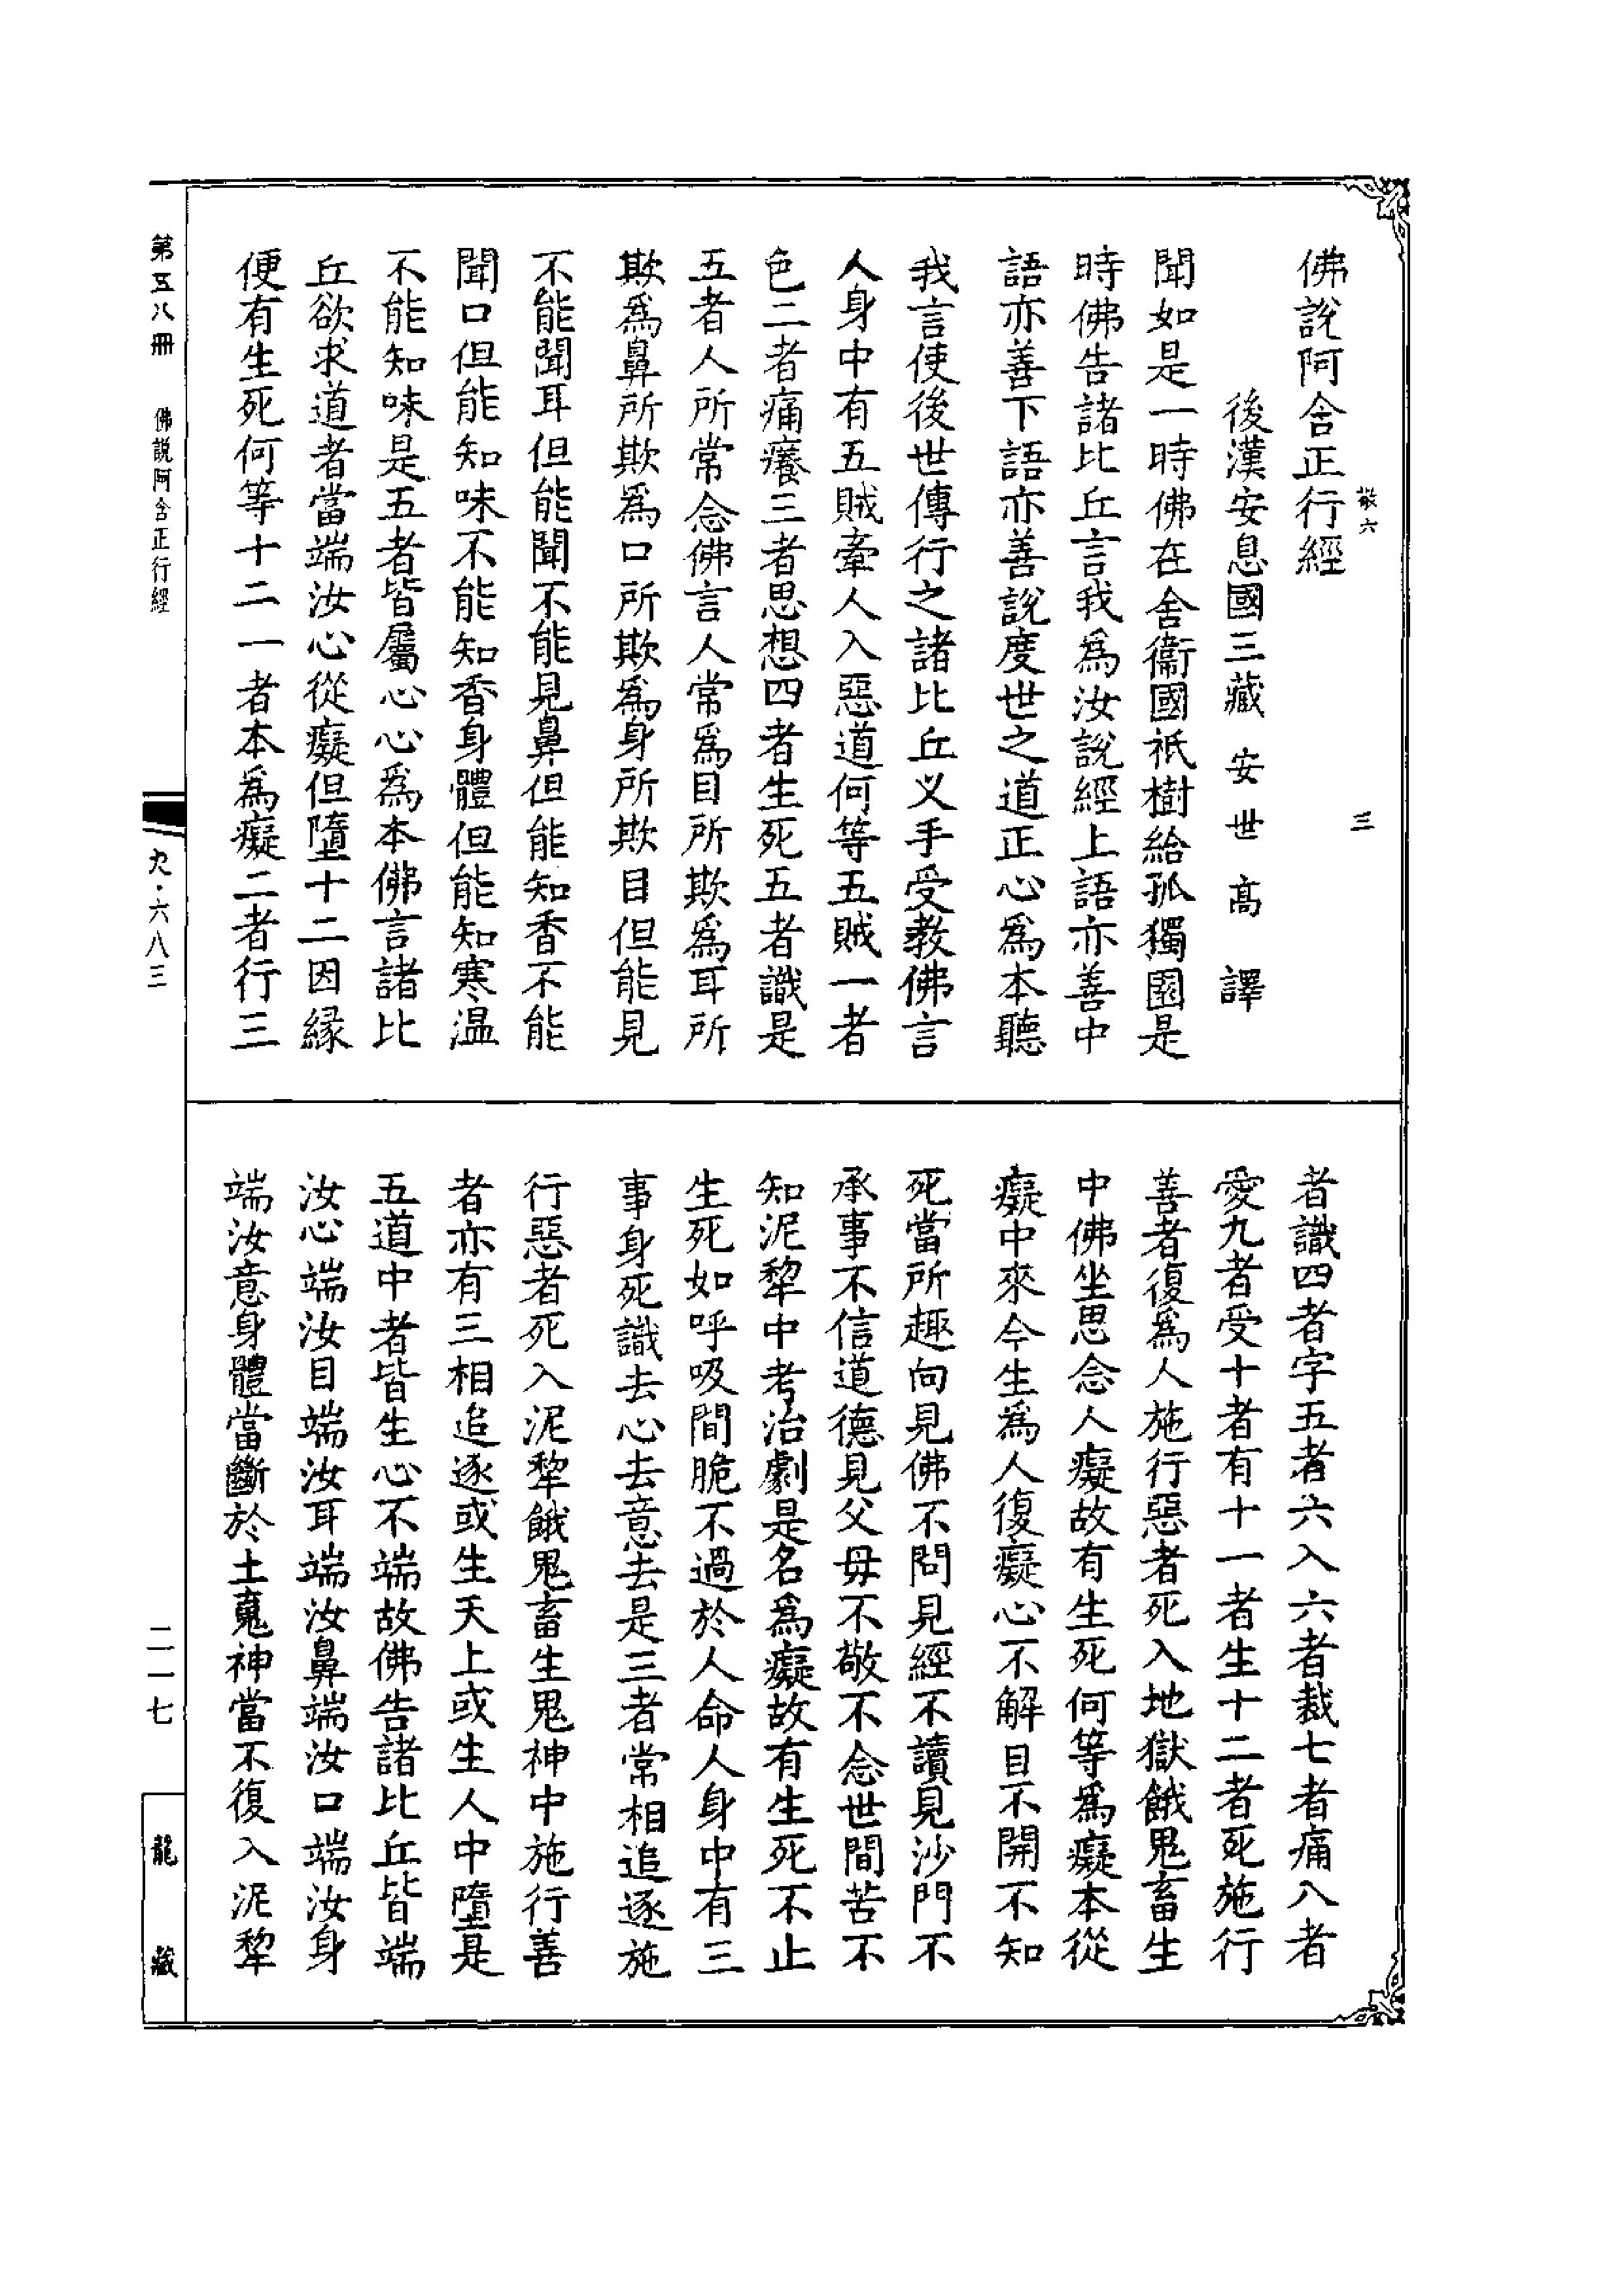 敬六
三
佛說阿含正行經
後漢安息國三藏安世高譯
聞如是一時佛在舍衞國祇樹給孤獨園是
時佛告諸比丘言我爲汝說經上語亦善中
語亦善下語亦善說度世之道正心爲本聽
我言使後世傳行之諸比丘义手受教佛言
人身中有五賊牽人入惡道何等五賊一者
色二者痛癢三者思想四者生死五者識是
五者人所常念佛言人常爲目所欺爲耳所
欺爲鼻所欺爲口所欺爲身所欺目但能見
不能聞耳但能聞不能見鼻但能知香不能
聞口但能知味不能知香身體但能知寒溫
不能知味是五者皆屬心心爲本佛言諸比
丘欲求道者當端汝心從癡但墮十二因緣
便有生死何等十二一者本爲癡二者行三
者識四者字五者六入六者裁七者痛八者
愛九者受十者有十一者生十二者死施行
善者復爲人施行惡者死入地獄餓鬼畜生
中佛坐思念人癡故有生死何等爲癡本從
癡中來今生爲人復癡心不解目不開不知
死當所趣向見佛不問見經不讀見沙門不
承事不信道德見父母不敬不念世間苦不
知泥犂中考治劇是名爲癡故有生死不止
生死如呼吸間脆不過於人命人身中有三
事身死識去心去意去是三者常相追逐施
行惡者死入泥犂餓鬼畜生鬼神中施行善
者亦有三相追逐或生天上或生人中墮是
五道中者皆生心不端故佛告諸比丘皆端
汝心端汝目端汝耳端汝鼻端汝口端汝身
端汝意身體當斷於土䰟神當不復入泥犂
第五八冊 佛說阿含正行經
九·六八三
二一七
龍藏